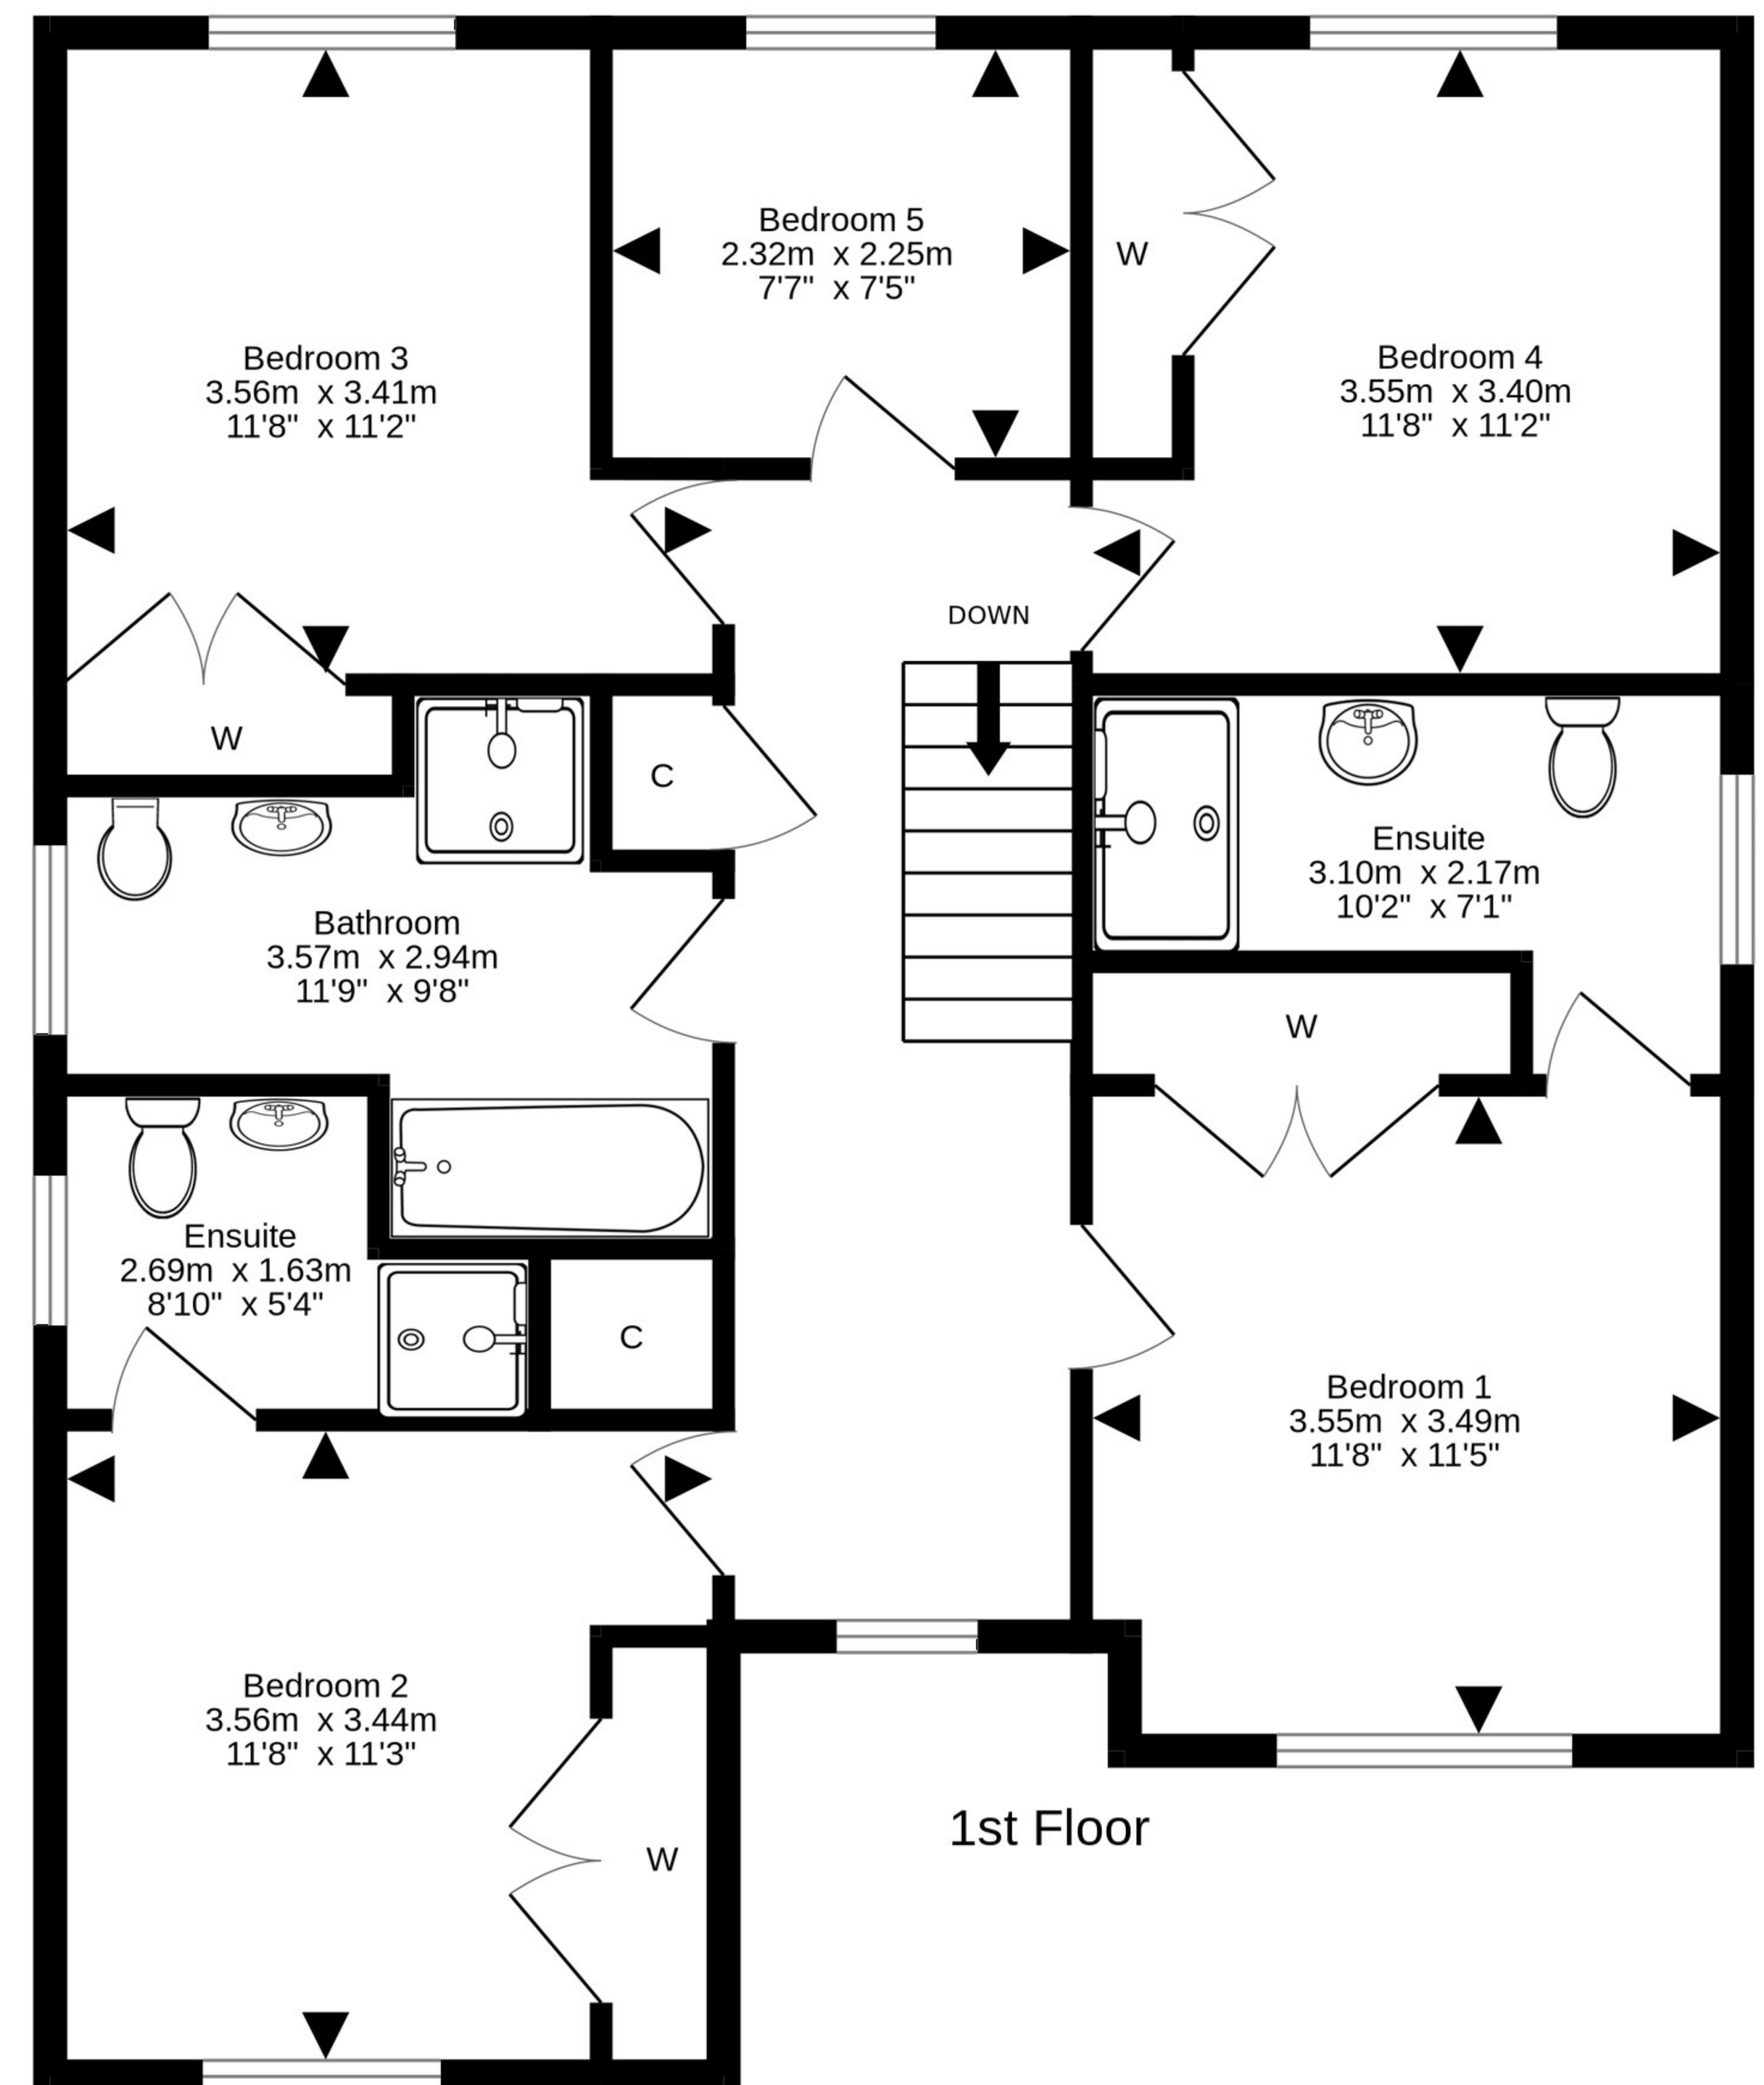 Bedroom 3
3.56m x 3.41m
11'8" x 11'2"
Bedroom 5
2.32m x 2.25m
7'7" x 7'5"
W
Bedroom 4
3.55m x 3.40m
11'8" x 11'2"
DOWN
W
C
Ensuite
3.10m x 2.17m
10'2" x 7'1"
Bathroom
3.57m x 2.94m
11'9" x 9'8"
W
Ensuite
2.69m x 1.63m
8'10" x 5'4"
C
Bedroom 1
3.55m x 3.49m
11'8" x 11'5"
Bedroom 2
3.56m x 3.44m
11'8" x 11'3"
W
1st Floor